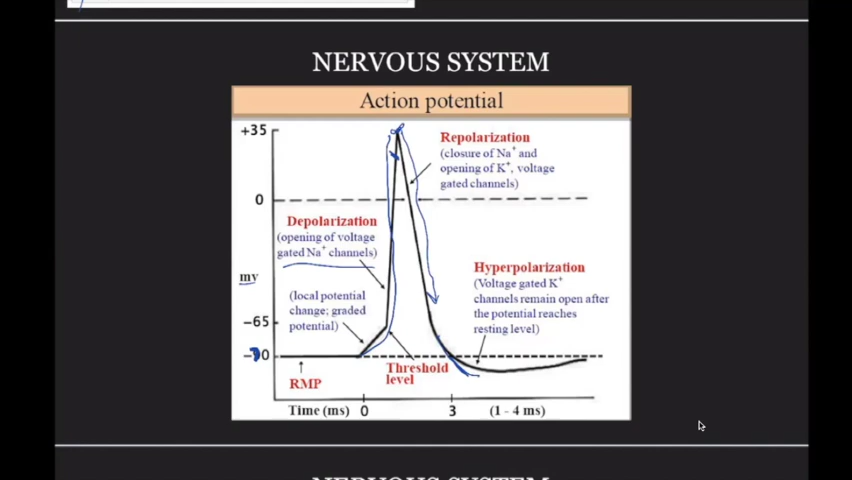 NERVOUS SYSTEM
Action potential
+35
Repolarization
(closure of Na+ and
opening of K+, voltage
gated channels)
0
Depolarization
(opening of voltage
gated Na+ channels)
mv
Hyperpolarization
(Voltage gated K+
channels remain open after
the potential reaches
resting level)
(local potential
change; graded
potential)
-65
Threshold
level
RMP
Time (ms) 0 3 (1 - 4 ms)